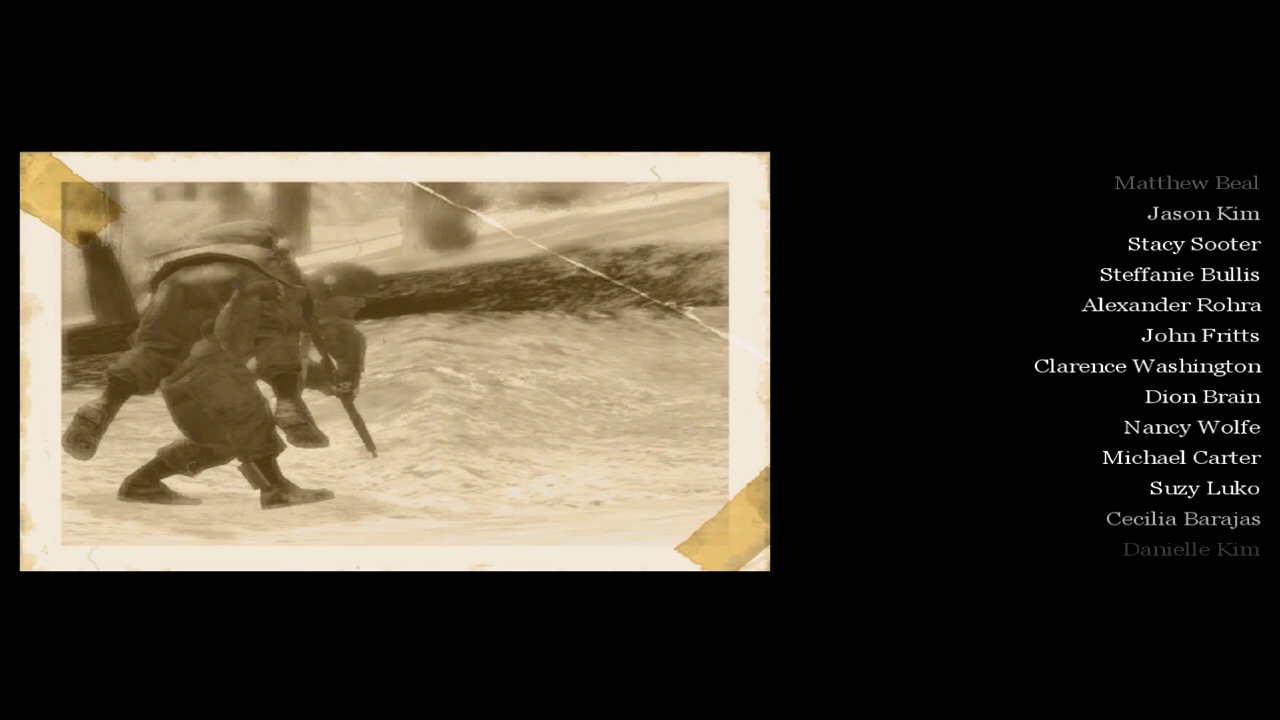 Matthew Beal
Jason Kim
Stacy Sooter
Steffanie Bullis
Alexander Rohra
John Fritts
Clarence Washington
Dion Brain
Nancy Wolfe
Michael Carter
Suzy Luko
Cecilia Barajas
Danielle Kim